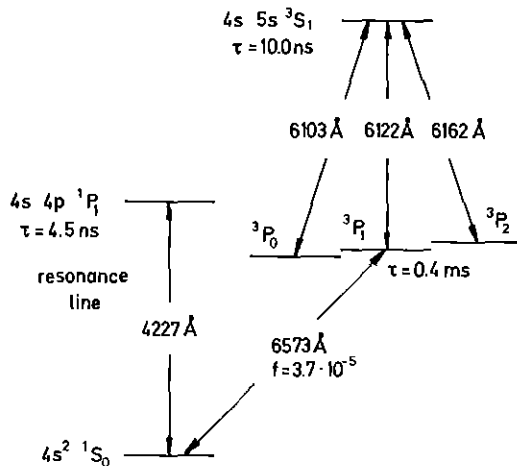 4s 5s ³S₁
τ = 10.0 ns
6103 Å 6122 Å 6162 Å
4s 4p ¹P₁
τ = 4.5 ns
³P₀ ³P₁ ³P₂
τ = 0.4 ms
resonance
line
4227 Å
6573 Å
f = 3.7 · 10⁻⁵
4s² ¹S₀